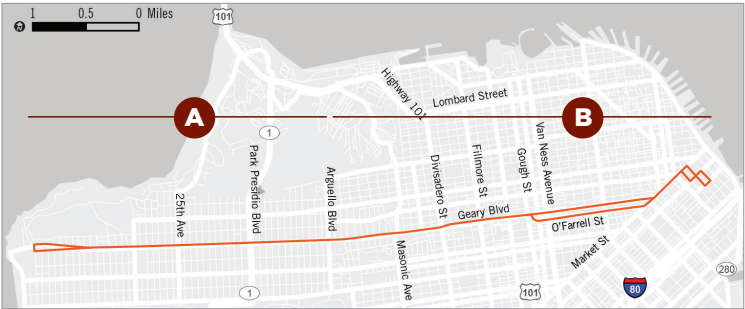 1 0.5 0 Miles
101
Highway 101
Lombard Street
A
B
1
25th Ave
Park Presidio Blvd
Arguello Blvd
Divisadero St
Fillmore St
Gough St
Van Ness Avenue
Geary Blvd
O'Farrell St
Market St
Masonic Ave
1
101
80
280